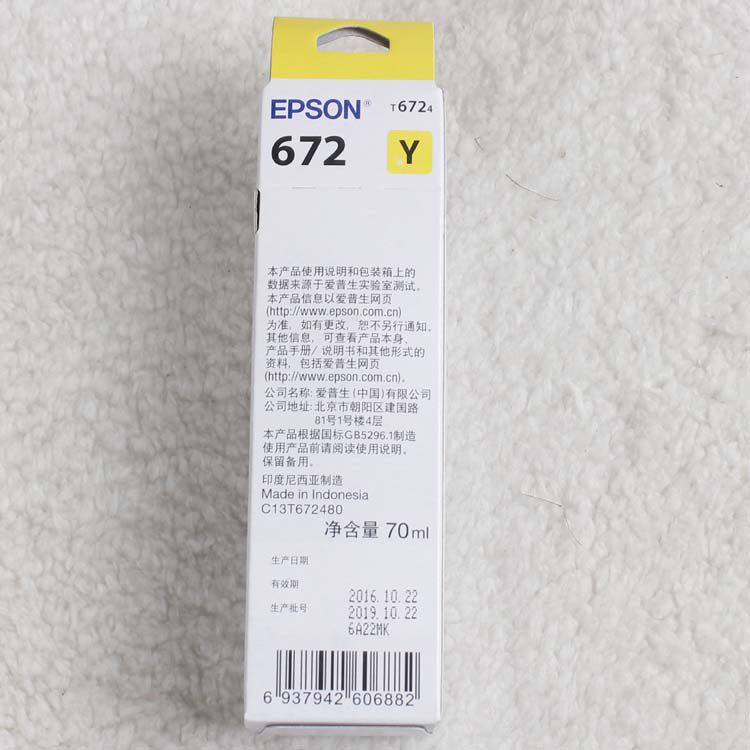 EPSON® T6724
672 Y
本产品使用说明和包装箱上的
数据来源于爱普生实验室测试。
本产品信息以爱普生网页
(http://www.epson.com.cn)
为准,如有更改,恕不另行通知。
其他信息,可查看产品本身、
产品手册/说明书和其他形式的
资料,包括爱普生网页
(http://www.epson.com.cn)。
公司名称:爱普生(中国)有限公司
公司地址:北京市朝阳区建国路
81号1号楼4层
本产品根据国标GB5296.1制造
使用产品前请阅读使用说明。
保留备用。
印度尼西亚制造
Made in Indonesia
C13T672480
净含量 70ml
生产日期
有效期
生产批号
2016.10.22
2019.10.22
6A22MK
6 937942 606882